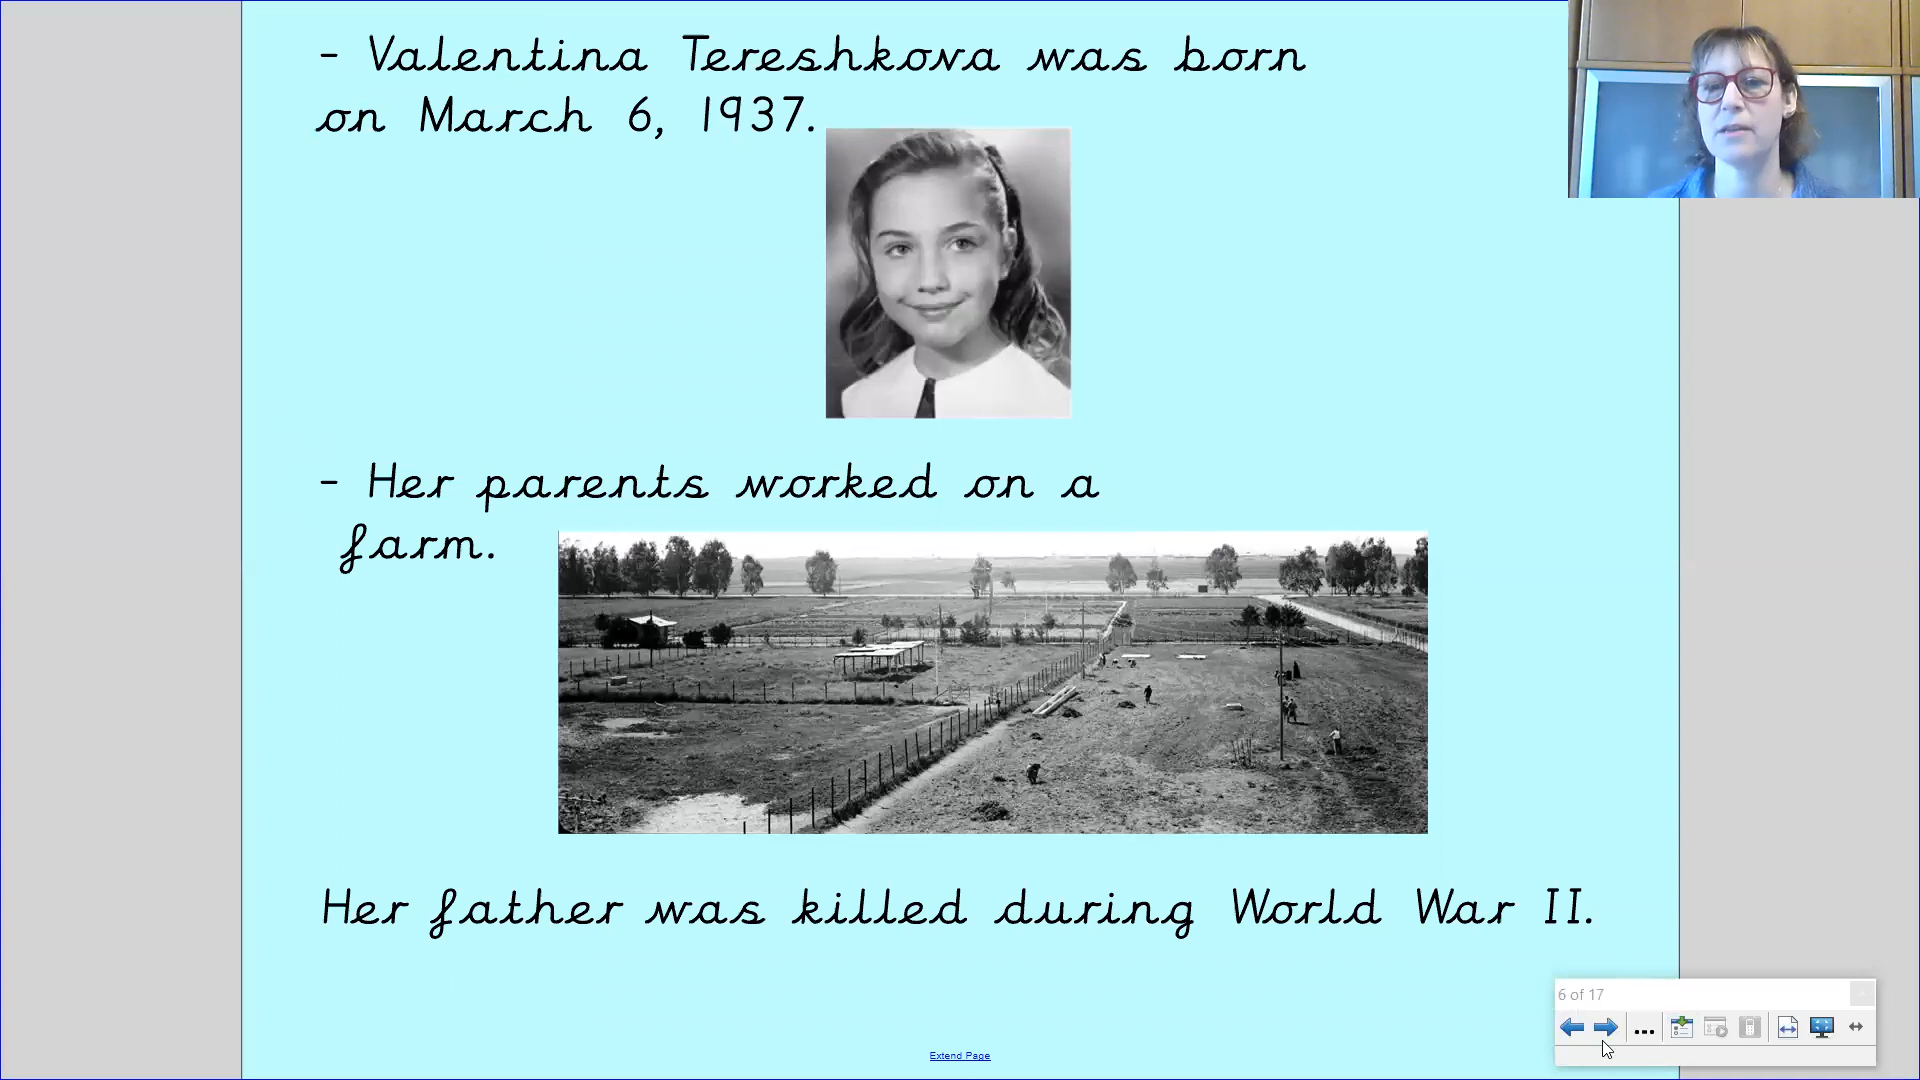 - Valentina Tereshkova was born
on March 6, 1937.
- Her parents worked on a
farm.
Her father was killed during World War II.
6 of 17
Extend Page